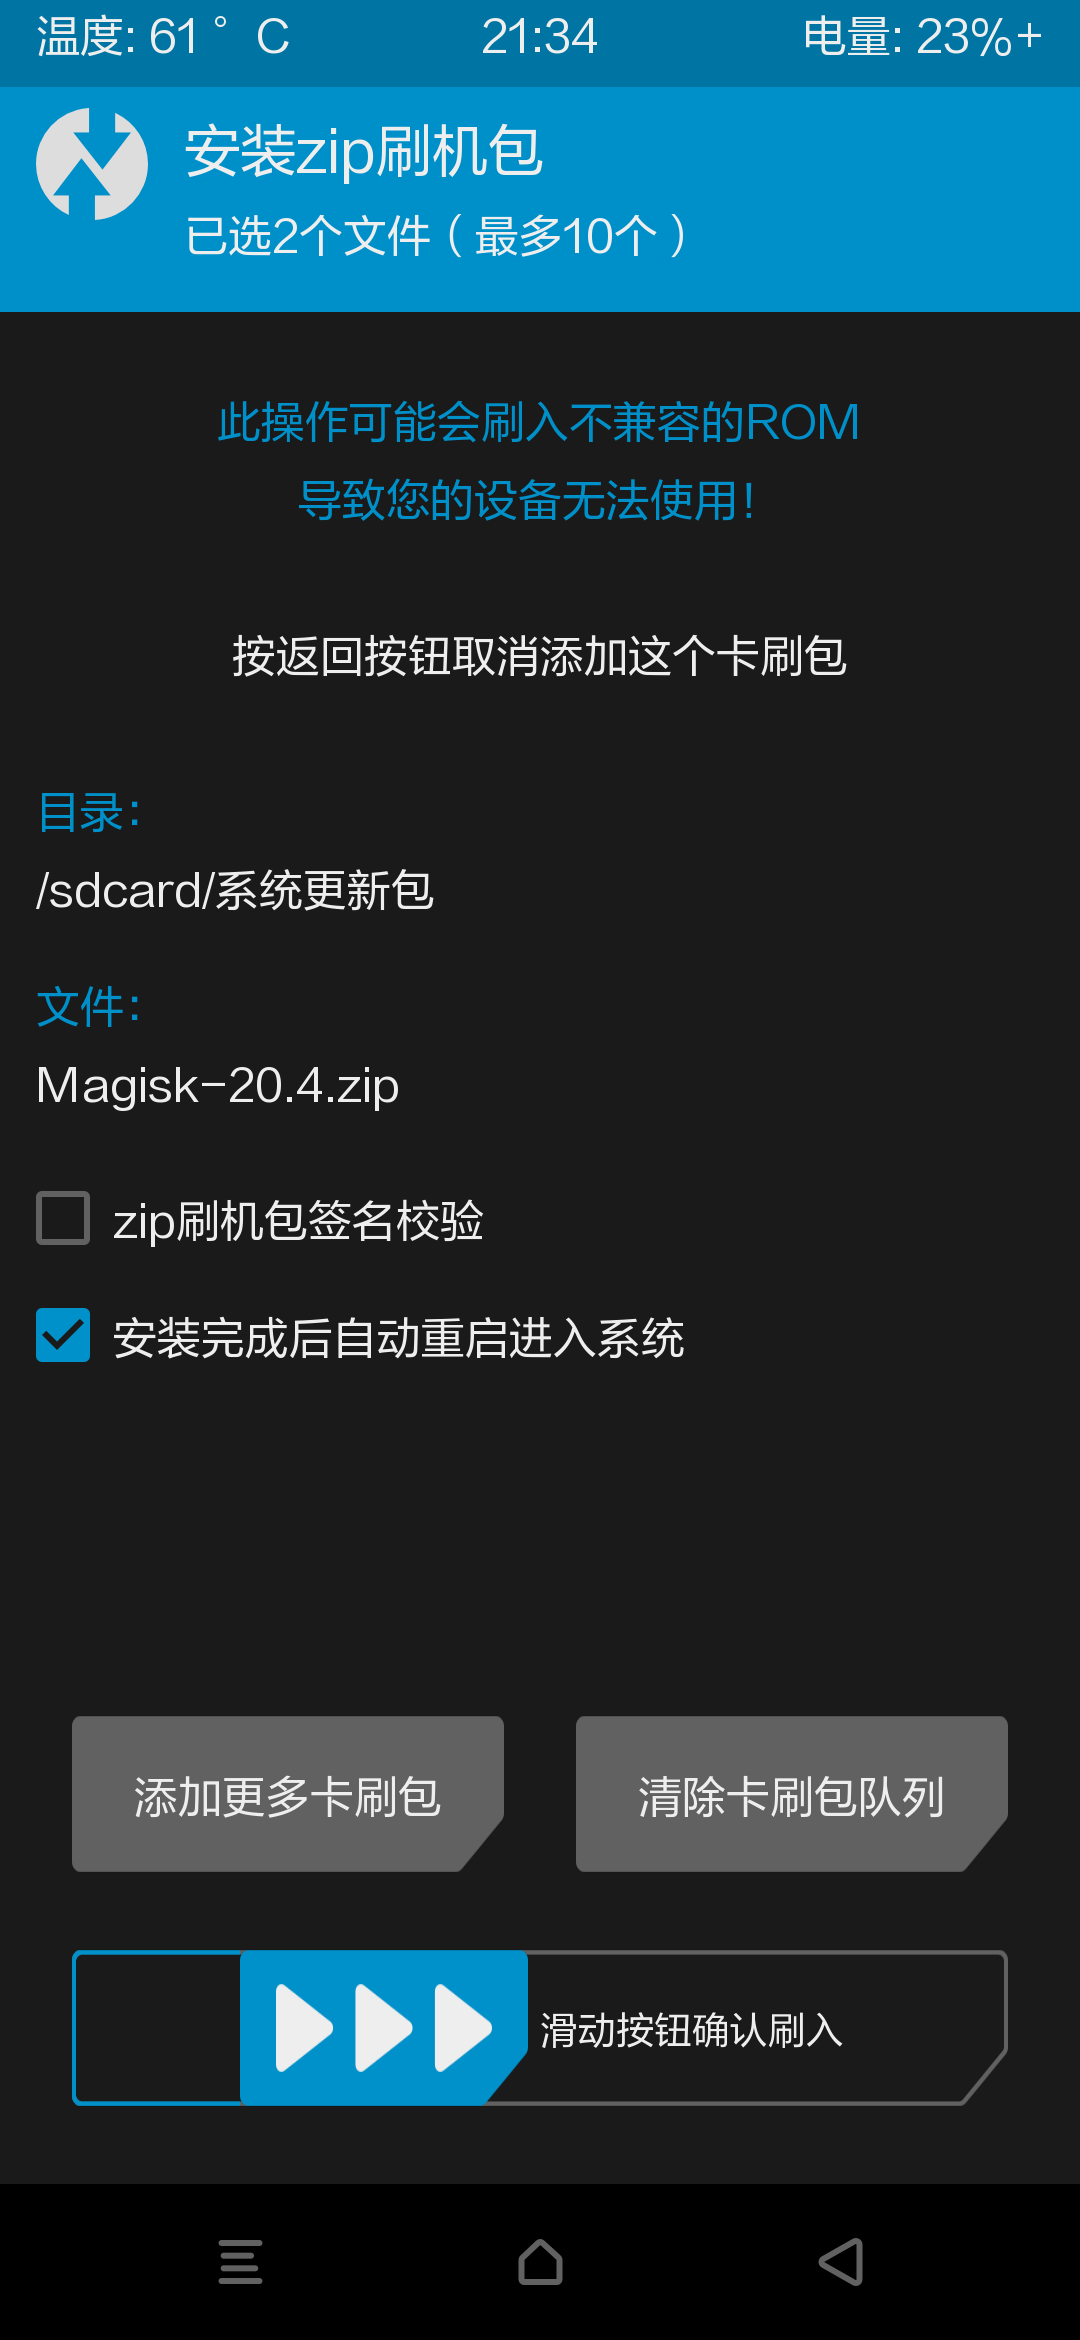 温度: 61 ° C 21:34 电量: 23%+
安装zip刷机包
已选2个文件（最多10个）
此操作可能会刷入不兼容的ROM
导致您的设备无法使用！
按返回按钮取消添加这个卡刷包
目录：
/sdcard/系统更新包
文件：
Magisk-20.4.zip
zip刷机包签名校验
安装完成后自动重启进入系统
添加更多卡刷包 清除卡刷包队列
滑动按钮确认刷入